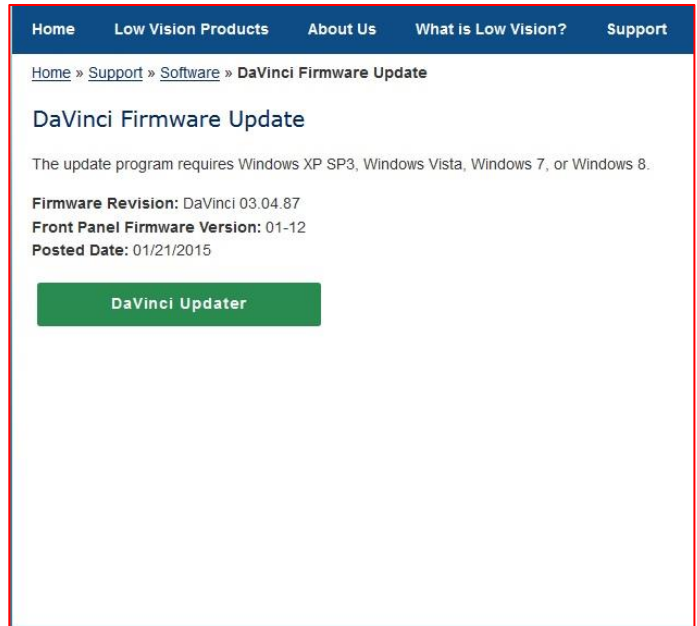 Home Low Vision Products About Us What is Low Vision? Support
Home » Support » Software » DaVinci Firmware Update
DaVinci Firmware Update
The update program requires Windows XP SP3, Windows Vista, Windows 7, or Windows 8.
Firmware Revision: DaVinci 03.04.87
Front Panel Firmware Version: 01-12
Posted Date: 01/21/2015
DaVinci Updater